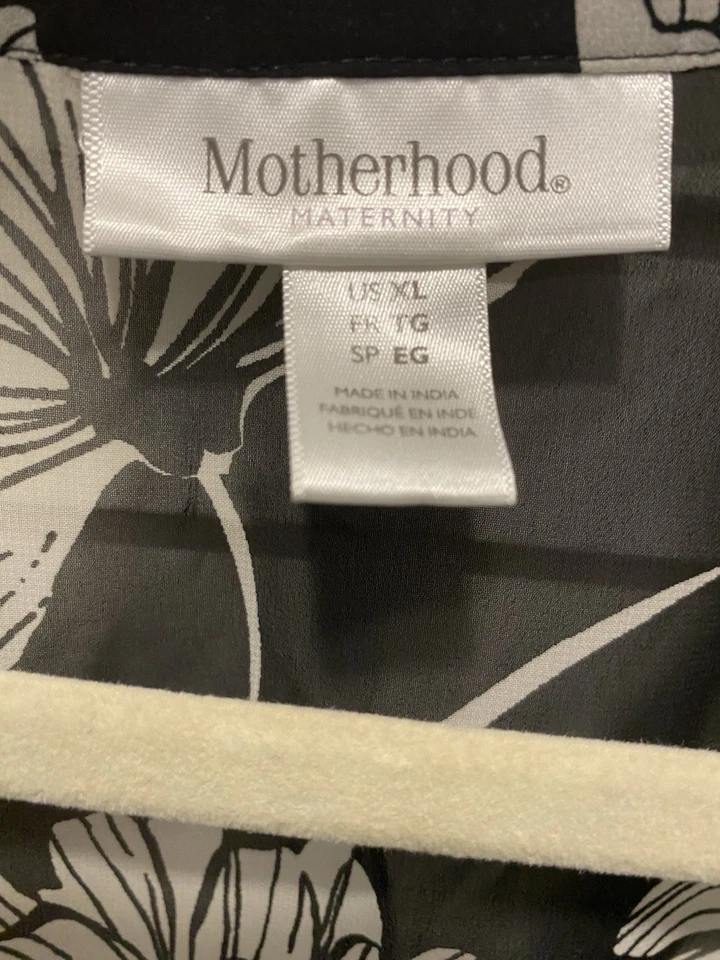 Motherhood®
MATERNITY
US XL
FR TG
SP EG
MADE IN INDIA
FABRIQUÉ EN INDE
HECHO EN INDIA